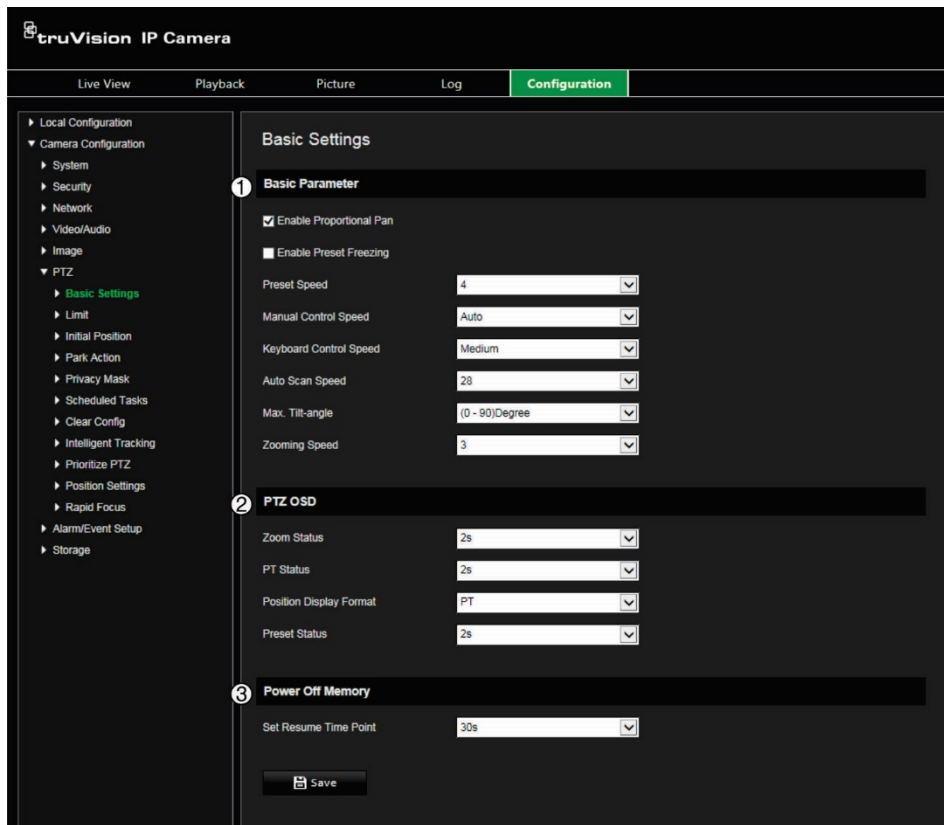 truVision IP Camera
Live View Playback Picture Log Configuration
Local Configuration
Camera Configuration
System
Security
Network
Video/Audio
Image
PTZ
Basic Settings
Limit
Initial Position
Park Action
Privacy Mask
Scheduled Tasks
Clear Config
Intelligent Tracking
Prioritize PTZ
Position Settings
Rapid Focus
Alarm/Event Setup
Storage
Basic Settings
① Basic Parameter
Enable Proportional Pan
Enable Preset Freezing
Preset Speed 4
Manual Control Speed Auto
Keyboard Control Speed Medium
Auto Scan Speed 28
Max. Tilt-angle (0 - 90)Degree
Zooming Speed 3
② PTZ OSD
Zoom Status 2s
PT Status 2s
Position Display Format PT
Preset Status 2s
③ Power Off Memory
Set Resume Time Point 30s
Save